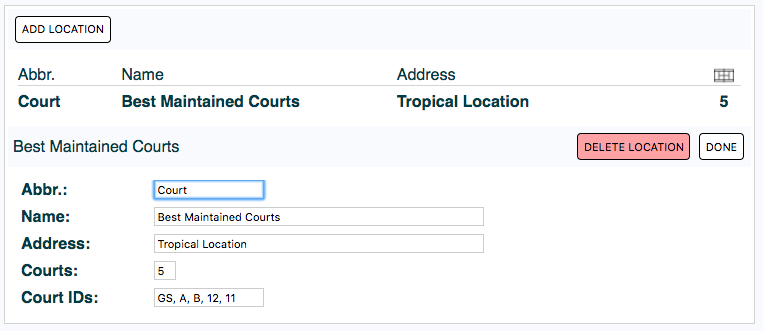 ADD LOCATION
Abbr. Name Address
Court Best Maintained Courts Tropical Location 5
Best Maintained Courts DELETE LOCATION DONE
Abbr.: Court
Name: Best Maintained Courts
Address: Tropical Location
Courts: 5
Court IDs: GS, A, B, 12, 11